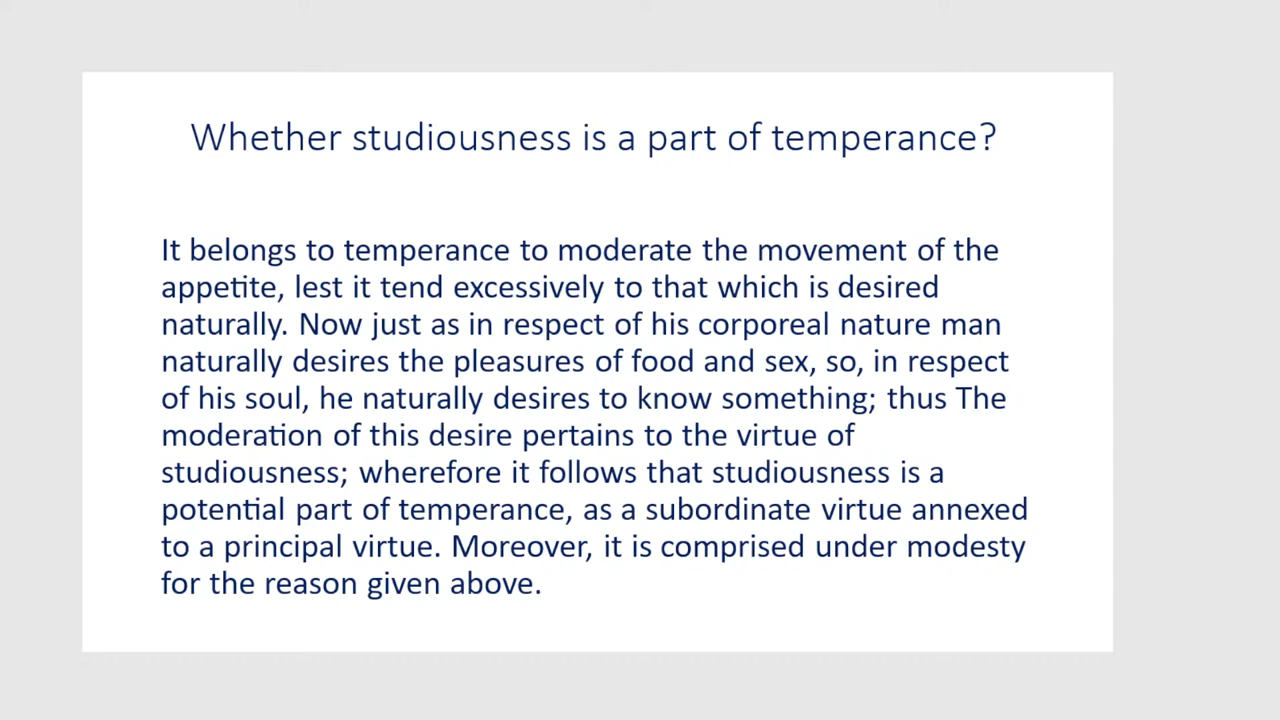 Whether studiousness is a part of temperance?
It belongs to temperance to moderate the movement of the
appetite, lest it tend excessively to that which is desired
naturally. Now just as in respect of his corporeal nature man
naturally desires the pleasures of food and sex, so, in respect
of his soul, he naturally desires to know something; thus The
moderation of this desire pertains to the virtue of
studiousness; wherefore it follows that studiousness is a
potential part of temperance, as a subordinate virtue annexed
to a principal virtue. Moreover, it is comprised under modesty
for the reason given above.